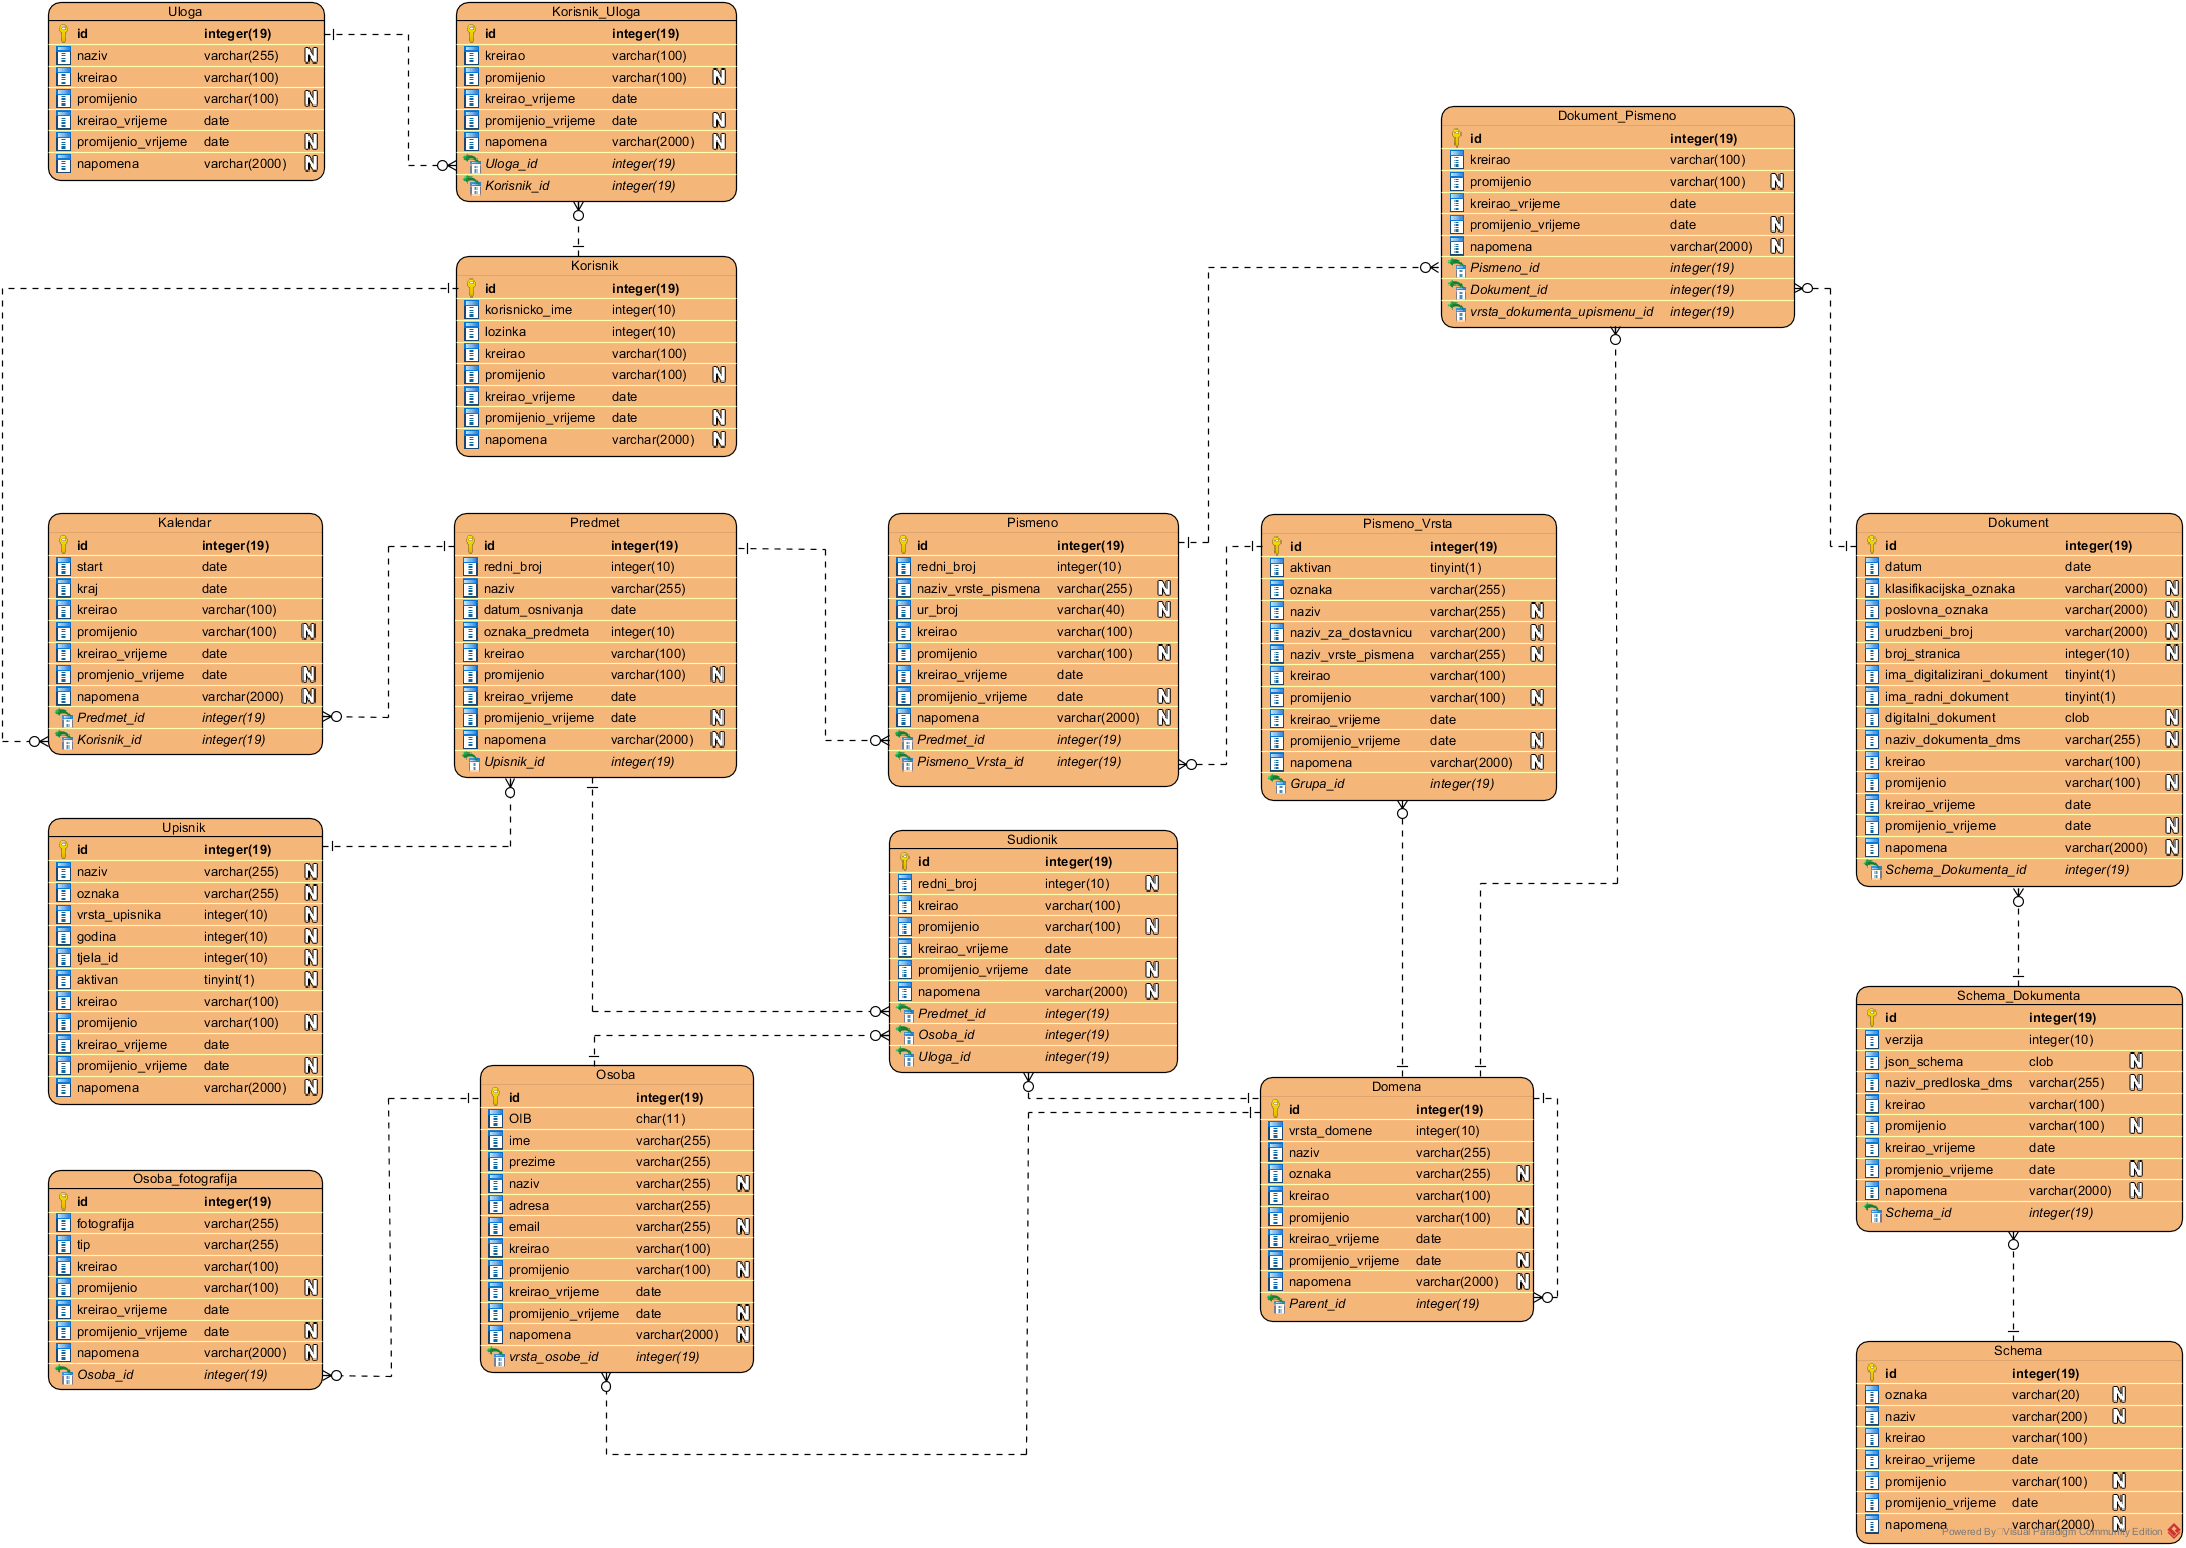 Uloga
id integer(19)
naziv varchar(255) N
kreirao varchar(100)
promijenio varchar(100) N
kreirao_vrijeme date
promijenio_vrijeme date N
napomena varchar(2000) N
Korisnik_Uloga
id integer(19)
kreirao varchar(100)
promijenio varchar(100) N
kreirao_vrijeme date
promijenio_vrijeme date N
napomena varchar(2000) N
Uloga_id integer(19)
Korisnik_id integer(19)
Dokument_Pismeno
id integer(19)
kreirao varchar(100)
promijenio varchar(100) N
kreirao_vrijeme date
promijenio_vrijeme date N
napomena varchar(2000) N
Pismeno_id integer(19)
Dokument_id integer(19)
vrsta_dokumenta_upismenu_id integer(19)
Korisnik
id integer(19)
korisnicko_ime integer(10)
lozinka integer(10)
kreirao varchar(100)
promijenio varchar(100) N
kreirao_vrijeme date
promijenio_vrijeme date N
napomena varchar(2000) N
Kalendar
id integer(19)
start date
kraj date
kreirao varchar(100)
promijenio varchar(100) N
kreirao_vrijeme date
promjenio_vrijeme date N
napomena varchar(2000) N
Predmet_id integer(19)
Korisnik_id integer(19)
Predmet
id integer(19)
redni_broj integer(10)
naziv varchar(255)
datum_osnivanja date
oznaka_predmeta integer(10)
kreirao varchar(100)
promijenio varchar(100) N
kreirao_vrijeme date
promijenio_vrijeme date N
napomena varchar(2000) N
Upisnik_id integer(19)
Pismeno
id integer(19)
redni_broj integer(10)
naziv_vrste_pismena varchar(255) N
ur_broj varchar(40) N
kreirao varchar(100)
promijenio varchar(100) N
kreirao_vrijeme date
promijenio_vrijeme date N
napomena varchar(2000) N
Predmet_id integer(19)
Pismeno_Vrsta_id integer(19)
Pismeno_Vrsta
id integer(19)
aktivan tinyint(1)
oznaka varchar(255)
naziv varchar(255) N
naziv_za_dostavnicu varchar(200) N
naziv_vrste_pismena varchar(255) N
kreirao varchar(100)
promijenio varchar(100) N
kreirao_vrijeme date
promijenio_vrijeme date N
napomena varchar(2000) N
Grupa_id integer(19)
Dokument
id integer(19)
datum date
klasifikacijska_oznaka varchar(2000) N
poslovna_oznaka varchar(2000) N
urudzbeni_broj varchar(2000) N
broj_stranica integer(10) N
ima_digitalizirani_dokument tinyint(1)
ima_radni_dokument tinyint(1)
digitalni_dokument clob N
naziv_dokumenta_dms varchar(255) N
kreirao varchar(100)
promijenio varchar(100) N
kreirao_vrijeme date
promijenio_vrijeme date N
napomena varchar(2000) N
Schema_Dokumenta_id integer(19)
Upisnik
id integer(19)
naziv varchar(255) N
oznaka varchar(255) N
vrsta_upisnika integer(10) N
godina integer(10) N
tjela_id integer(10) N
aktivan tinyint(1) N
kreirao varchar(100)
promijenio varchar(100) N
kreirao_vrijeme date
promijenio_vrijeme date N
napomena varchar(2000) N
Sudionik
id integer(19)
redni_broj integer(10) N
kreirao varchar(100)
promijenio varchar(100) N
kreirao_vrijeme date
promijenio_vrijeme date N
napomena varchar(2000) N
Predmet_id integer(19)
Osoba_id integer(19)
Uloga_id integer(19)
Schema_Dokumenta
id integer(19)
verzija integer(10)
json_schema clob N
naziv_predloska_dms varchar(255) N
kreirao varchar(100)
promijenio varchar(100) N
kreirao_vrijeme date
promjenio_vrijeme date N
napomena varchar(2000) N
Schema_id integer(19)
Osoba
id integer(19)
OIB char(11)
ime varchar(255)
prezime varchar(255)
naziv varchar(255) N
adresa varchar(255)
email varchar(255) N
kreirao varchar(100)
promijenio varchar(100) N
kreirao_vrijeme date
promijenio_vrijeme date N
napomena varchar(2000) N
vrsta_osobe_id integer(19)
Domena
id integer(19)
vrsta_domene integer(10)
naziv varchar(255)
oznaka varchar(255) N
kreirao varchar(100)
promijenio varchar(100) N
kreirao_vrijeme date
promijenio_vrijeme date N
napomena varchar(2000) N
Parent_id integer(19)
Osoba_fotografija
id integer(19)
fotografija varchar(255)
tip varchar(255)
kreirao varchar(100)
promijenio varchar(100) N
kreirao_vrijeme date
promijenio_vrijeme date N
napomena varchar(2000) N
Osoba_id integer(19)
Schema
id integer(19)
oznaka varchar(20) N
naziv varchar(200) N
kreirao varchar(100)
kreirao_vrijeme date
promijenio varchar(100) N
promijenio_vrijeme date N
napomena varchar(2000) N
Powered By Visual Paradigm Community Edition